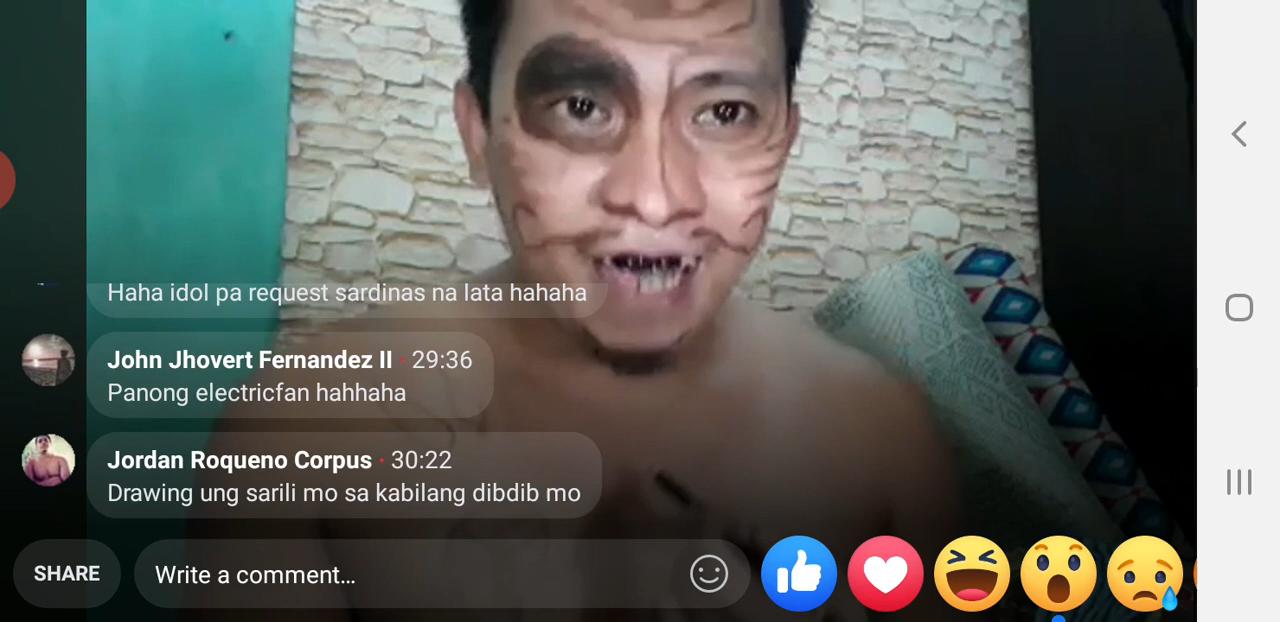 Haha idol pa request sardinas na lata hahaha
John Jhovert Fernandez II · 29:36
Panong electricfan hahhaha
Jordan Roqueno Corpus · 30:22
Drawing ung sarili mo sa kabilang dibdib mo
SHARE
Write a comment...